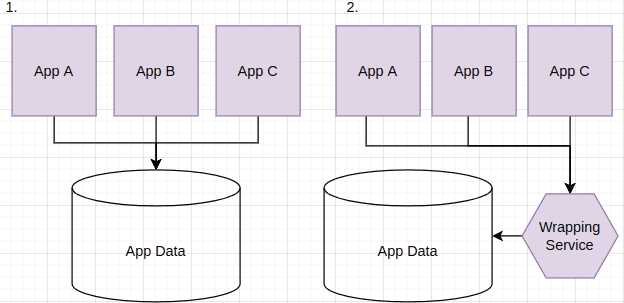 1.
2.
App A
App B
App C
App A
App B
App C
App Data
App Data
Wrapping
Service